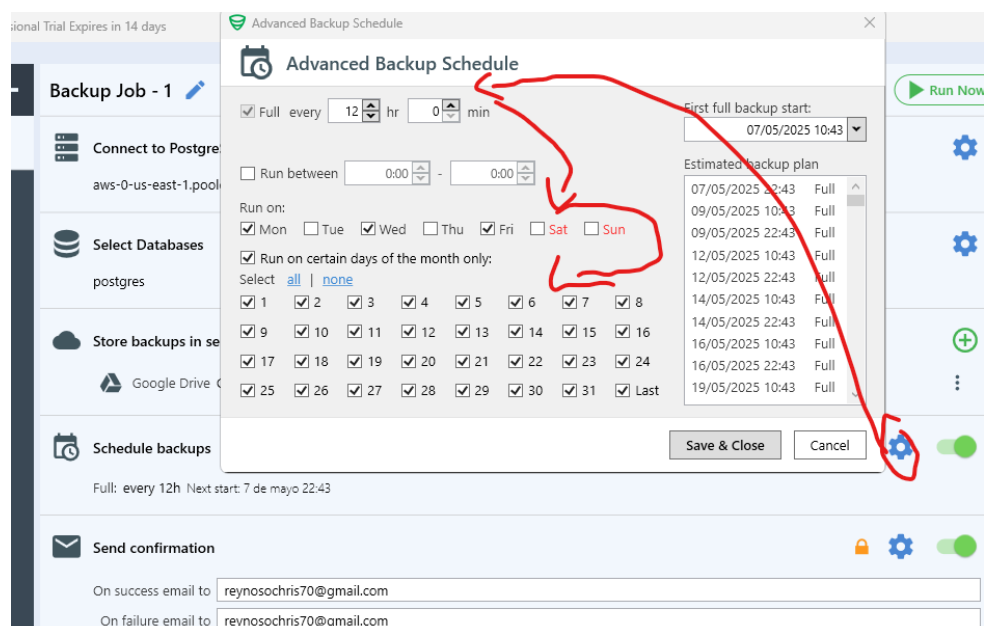 sional Trial Expires in 14 days
Advanced Backup Schedule
Advanced Backup Schedule
Full every 12 hr 0 min
First full backup start:
07/05/2025 10:43
Run between 0:00 - 0:00
Estimated backup plan
07/05/2025 22:43 Full
09/05/2025 10:43 Full
09/05/2025 22:43 Full
12/05/2025 10:43 Full
12/05/2025 22:43 Full
14/05/2025 10:43 Full
14/05/2025 22:43 Full
16/05/2025 10:43 Full
16/05/2025 22:43 Full
19/05/2025 10:43 Full
Run on:
Mon Tue Wed Thu Fri Sat Sun
Run on certain days of the month only:
Select all | none
1 2 3 4 5 6 7 8
9 10 11 12 13 14 15 16
17 18 19 20 21 22 23 24
25 26 27 28 29 30 31 Last
Save & Close Cancel
Backup Job - 1
Run Now
Connect to Postgre
aws-0-us-east-1.pool
Select Databases
postgres
Store backups in se
Google Drive
Schedule backups
Full: every 12h Next start: 7 de mayo 22:43
Send confirmation
On success email to reynosochris70@gmail.com
On failure email to reynosochris70@gmail.com